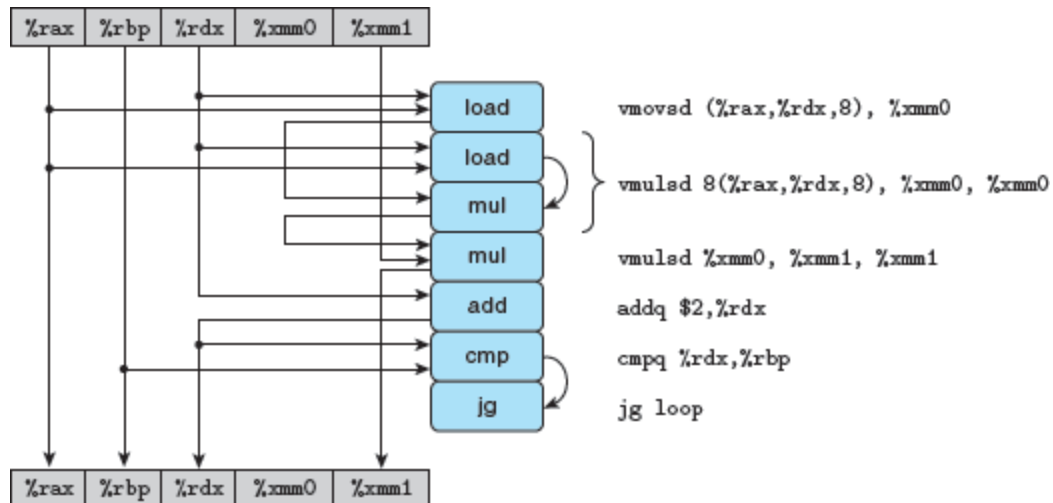 %rax %rbp %rdx %xmm0 %xmm1
load vmovsd (%rax,%rdx,8), %xmm0
load
vmulsd 8(%rax,%rdx,8), %xmm0, %xmm0
mul
mul vmulsd %xmm0, %xmm1, %xmm1
add addq $2,%rdx
cmp cmpq %rdx,%rbp
jg jg loop
%rax %rbp %rdx %xmm0 %xmm1